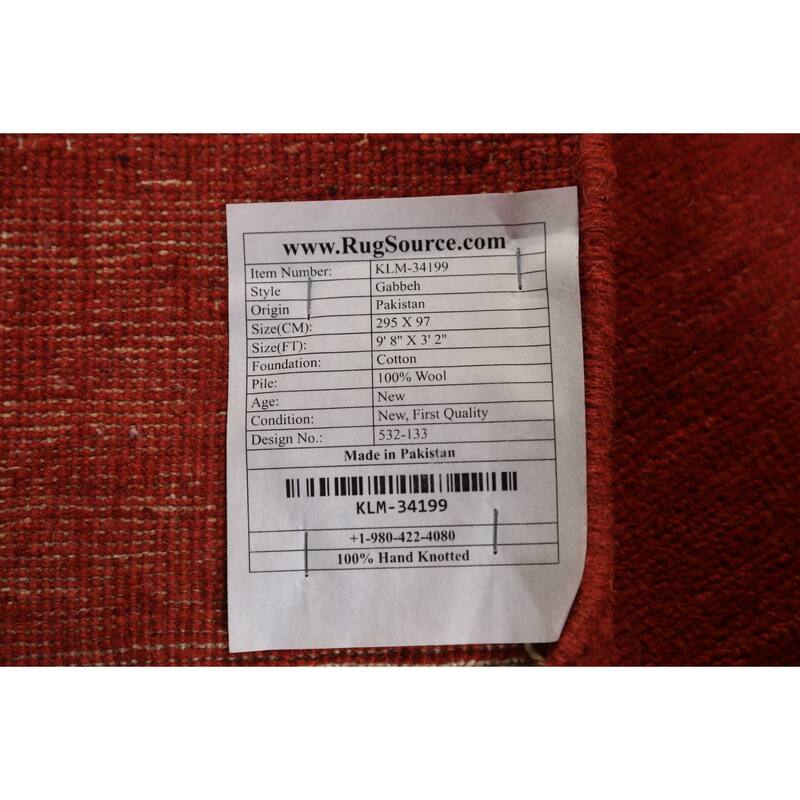 www.RugSource.com
Item Number: KLM-34199
Style Gabbeh
Origin Pakistan
Size(CM): 295 X 97
Size(FT): 9' 8" X 3' 2"
Foundation: Cotton
Pile: 100% Wool
Age: New
Condition: New, First Quality
Design No.: 532-133
Made in Pakistan
KLM-34199
+1-980-422-4080
100% Hand Knotted